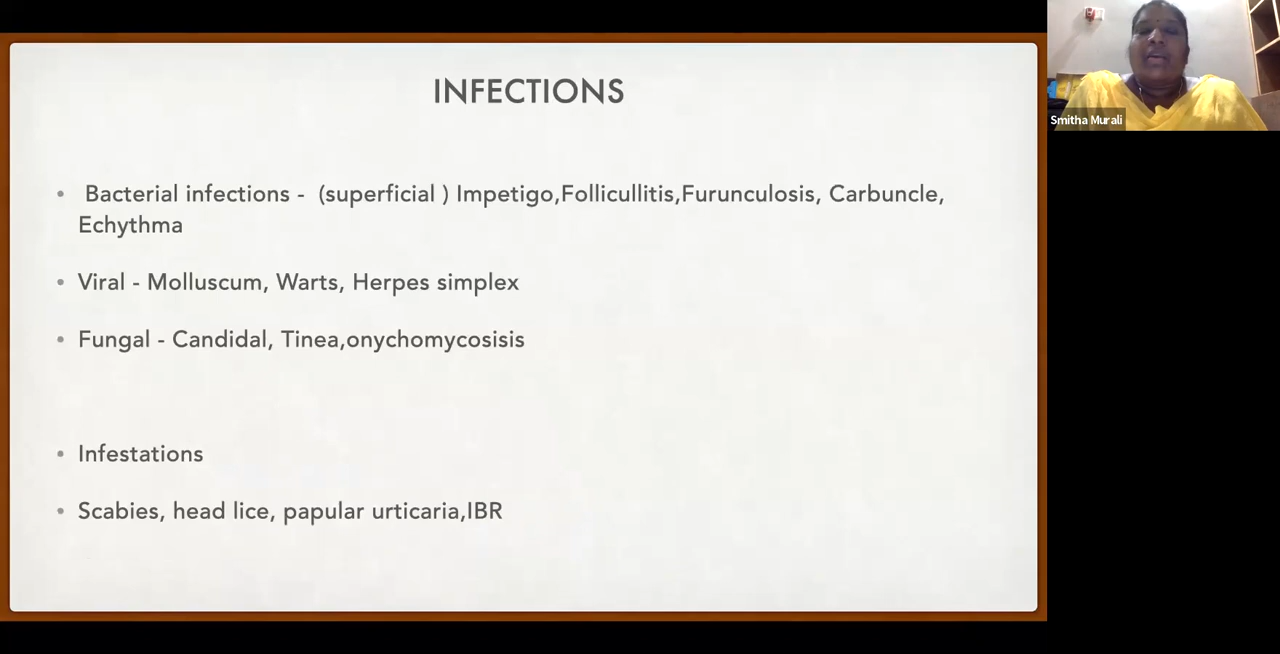 INFECTIONS
• Bacterial infections - (superficial ) Impetigo,Follicullitis,Furunculosis, Carbuncle,
Echythma
• Viral - Molluscum, Warts, Herpes simplex
• Fungal - Candidal, Tinea,onychomycosisis
• Infestations
• Scabies, head lice, papular urticaria,IBR
Smitha Murali